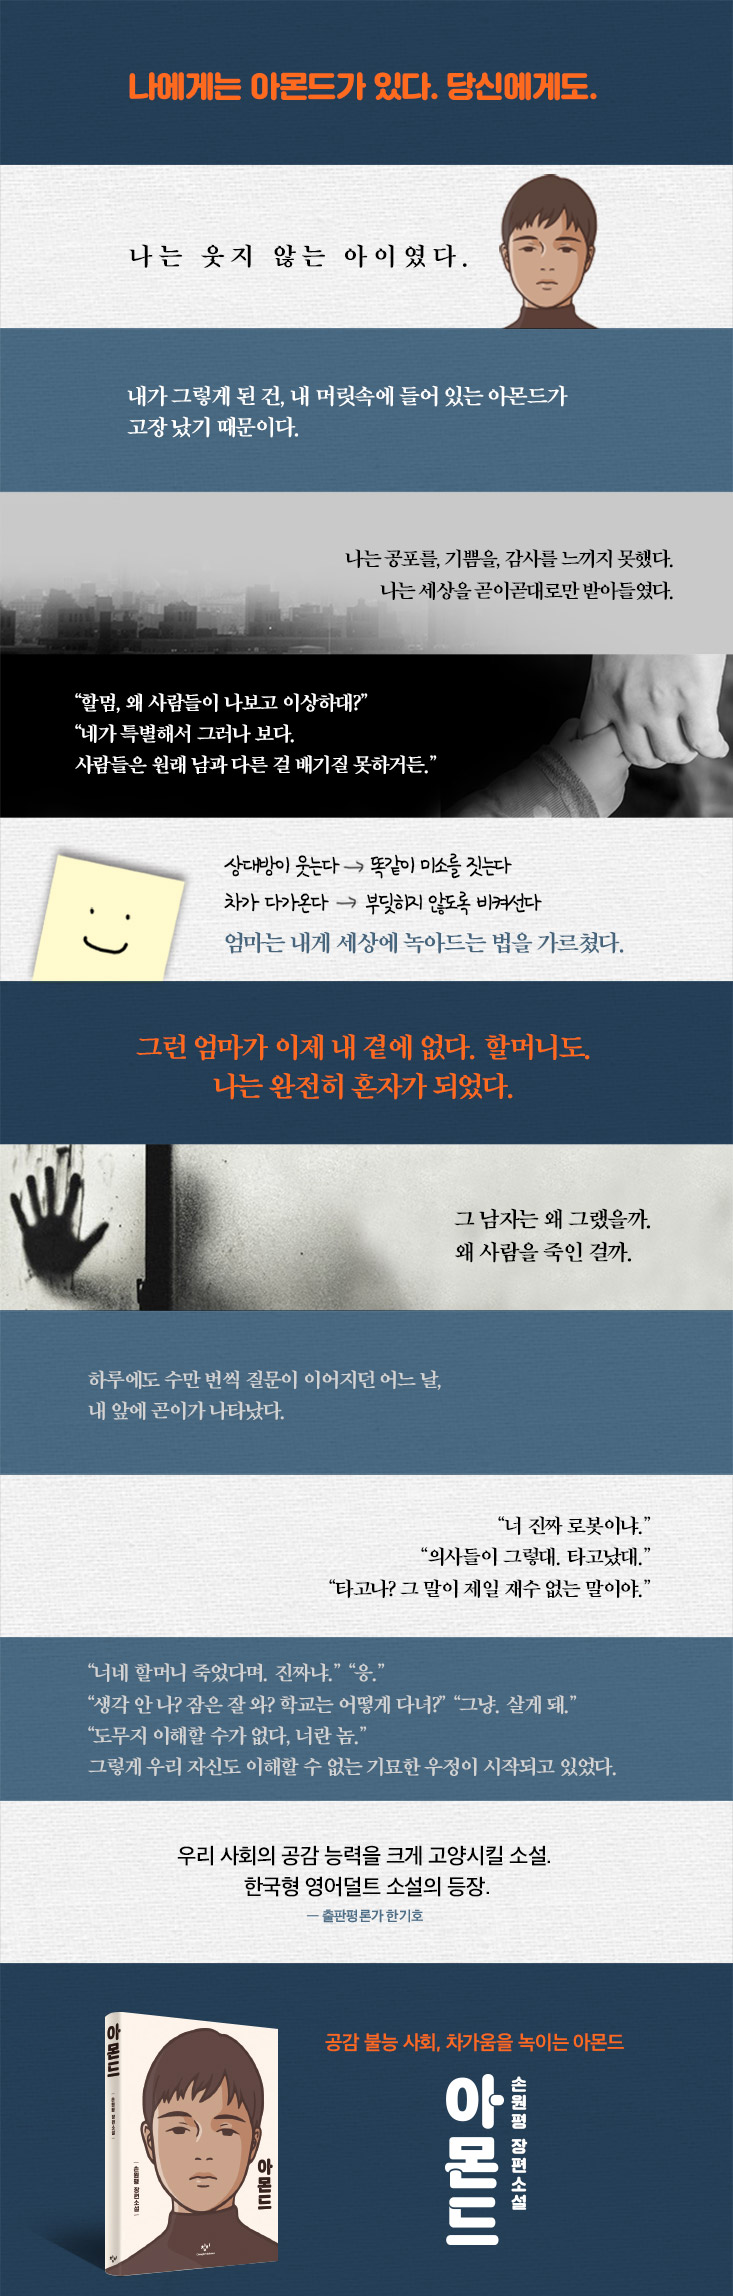 나에게는 아몬드가 있다. 당신에게도.
나는 웃지 않는 아이였다.
내가 그렇게 된 건, 내 머릿속에 들어 있는 아몬드가
고장 났기 때문이다.
나는 공포를, 기쁨을, 감사를 느끼지 못했다.
나는 세상을 곧이곧대로만 받아들였다.
“할멈, 왜 사람들이 나보고 이상하대?”
“네가 특별해서 그러나 보다.
사람들은 원래 남과 다른 걸 배기질 못하거든.”
상대방이 웃는다 → 똑같이 미소를 짓는다
차가 다가온다 → 부딪히지 않도록 비켜선다
엄마는 내게 세상에 녹아드는 법을 가르쳤다.
그런 엄마가 이제 내 곁에 없다. 할머니도.
나는 완전히 혼자가 되었다.
그 남자는 왜 그랬을까.
왜 사람을 죽인 걸까.
하루에도 수만 번씩 질문이 이어지던 어느 날,
내 앞에 곤이가 나타났다.
“너 진짜 로봇이냐.”
“의사들이 그렇대. 타고났대.”
“타고나? 그 말이 제일 재수 없는 말이야.”
“너네 할머니 죽었다며. 진짜냐.” “응.”
“생각 안 나? 잠은 잘 와? 학교는 어떻게 다녀?” “그냥. 살게 돼.”
“도무지 이해할 수가 없다, 너란 놈.”
그렇게 우리 자신도 이해할 수 없는 기묘한 우정이 시작되고 있었다.
우리 사회의 공감 능력을 크게 고양시킬 소설.
한국형 영어덜트 소설의 등장.
― 출판평론가 한기호
아몬드
손원평 장편소설
창비
아몬드
손원평 장편소설
창비
공감 불능 사회, 차가움을 녹이는 아몬드
아몬드
손원평 장편소설